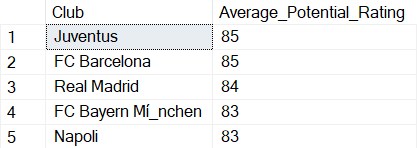 Club Average_Potential_Rating
1 Juventus 85
2 FC Barcelona 85
3 Real Madrid 84
4 FC Bayern Mí_nchen 83
5 Napoli 83